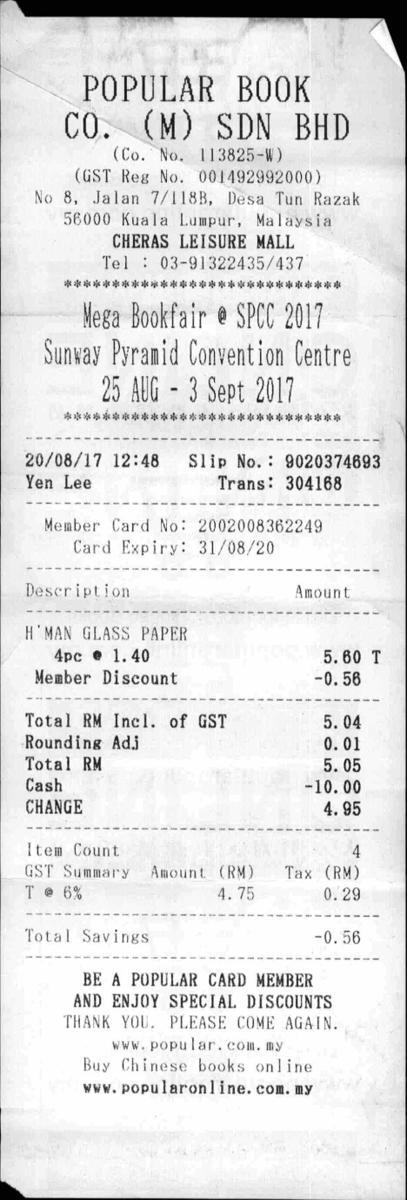 POPULAR BOOK
CO. (M) SDN BHD
(Co. No. 113825-W)
(GST Reg No. 001492992000)
No 8, Jalan 7/118B, Desa Tun Razak
56000 Kuala Lumpur, Malaysia
CHERAS LEISURE MALL
Tel : 03-91322435/437
******************************
Mega Bookfair @ SPCC 2017
Sunway Pyramid Convention Centre
25 AUG - 3 Sept 2017
******************************
20/08/17 12:48 Slip No.: 9020374693
Yen Lee Trans: 304168
Member Card No: 2002008362249
Card Expiry: 31/08/20
Description Amount
H'MAN GLASS PAPER
4pc @ 1.40 5.60 T
Member Discount -0.56
Total RM Incl. of GST 5.04
Rounding Adj 0.01
Total RM 5.05
Cash -10.00
CHANGE 4.95
Item Count 4
GST Summary Amount (RM) Tax (RM)
T @ 6% 4.75 0.29
Total Savings -0.56
BE A POPULAR CARD MEMBER
AND ENJOY SPECIAL DISCOUNTS
THANK YOU. PLEASE COME AGAIN.
www.popular.com.my
Buy Chinese books online
www.popularonline.com.my